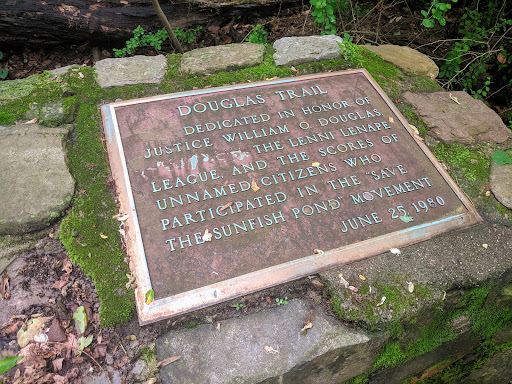 DOUGLAS TRAIL
DEDICATED IN HONOR OF
JUSTICE WILLIAM O. DOUGLAS,
THE LENNI LENAPE
LEAGUE, AND THE SCORES OF
UNNAMED CITIZENS WHO
PARTICIPATED IN THE "SAVE
THE SUNFISH POND" MOVEMENT
JUNE 25, 1980